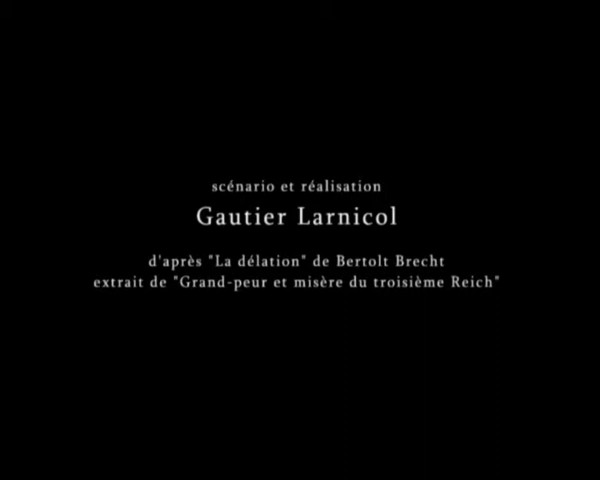 scénario et réalisation
Gautier Larnicol
d'après "La délation" de Bertolt Brecht
extrait de "Grand-peur et misère du troisième Reich"